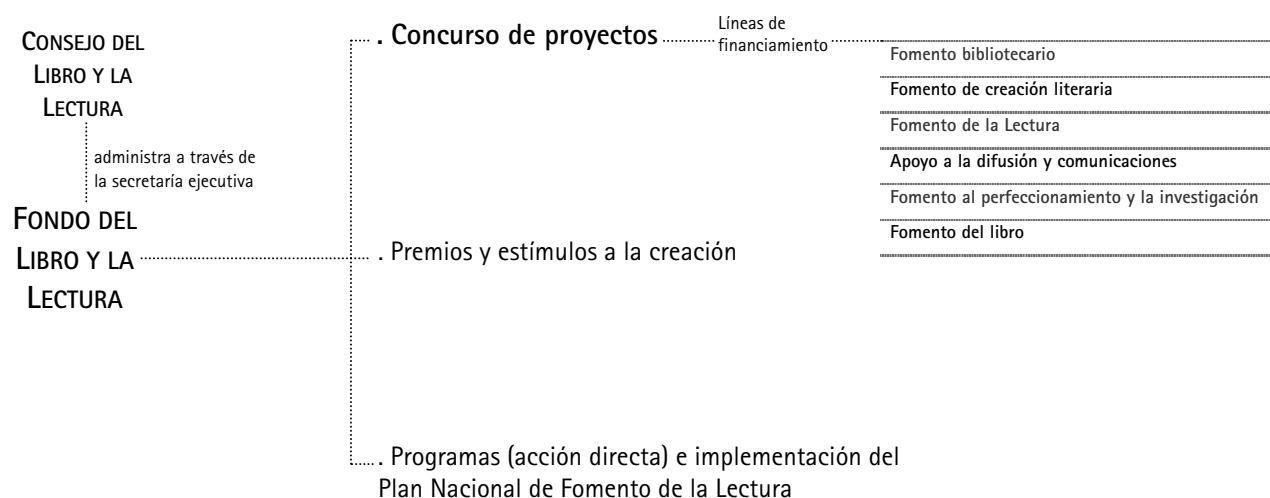 CONSEJO DEL
LIBRO Y LA
LECTURA
administra a través de
la secretaría ejecutiva
FONDO DEL
LIBRO Y LA
LECTURA
. Concurso de proyectos
Líneas de
financiamiento
Fomento bibliotecario
Fomento de creación literaria
Fomento de la Lectura
Apoyo a la difusión y comunicaciones
Fomento al perfeccionamiento y la investigación
Fomento del libro
. Premios y estímulos a la creación
. Programas (acción directa) e implementación del
Plan Nacional de Fomento de la Lectura